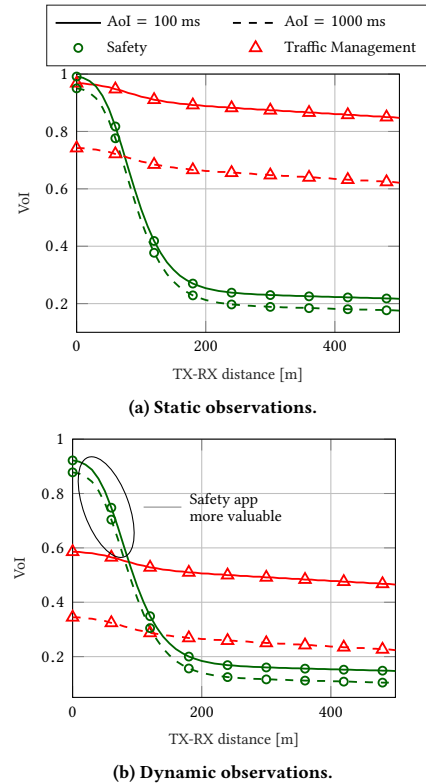 AoI = 100 ms AoI = 1000 ms
Safety Traffic Management
1
0.8
0.6
0.4
0.2
VoI
0 200 400
TX-RX distance [m]
(a) Static observations.
1
0.8
0.6
0.4
0.2
VoI
Safety app
more valuable
0 200 400
TX-RX distance [m]
(b) Dynamic observations.